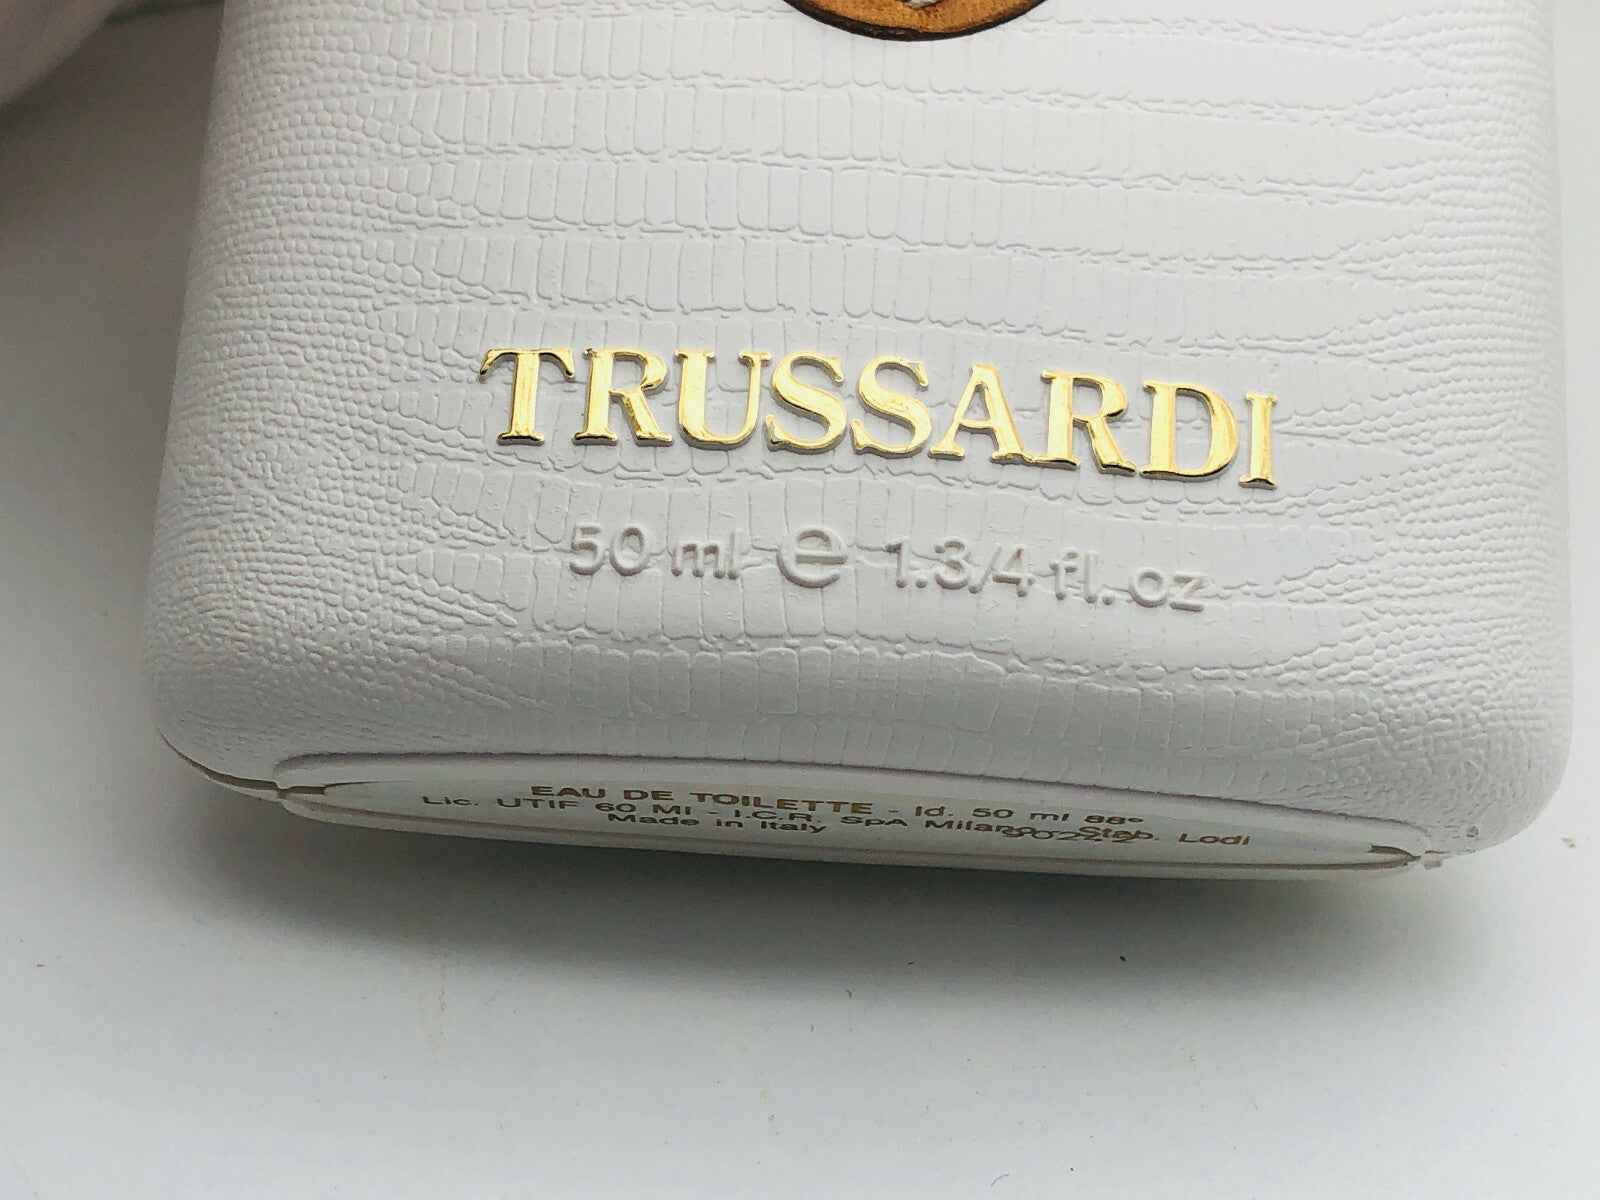 TRUSSARDI
50 ml e 1.3/4 fl. oz
EAU DE TOILETTE - Id. 50 ml 88°
Lic. UTIF 60 MI - I.C.R. SpA Milano - Stab. Lodi
Made in Italy